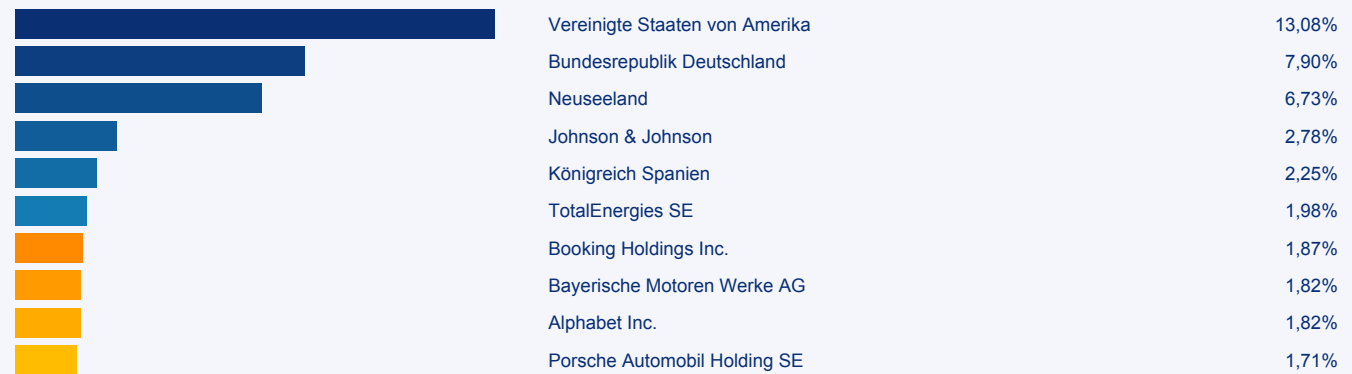 Vereinigte Staaten von Amerika 13,08%
Bundesrepublik Deutschland 7,90%
Neuseeland 6,73%
Johnson & Johnson 2,78%
Königreich Spanien 2,25%
TotalEnergies SE 1,98%
Booking Holdings Inc. 1,87%
Bayerische Motoren Werke AG 1,82%
Alphabet Inc. 1,82%
Porsche Automobil Holding SE 1,71%